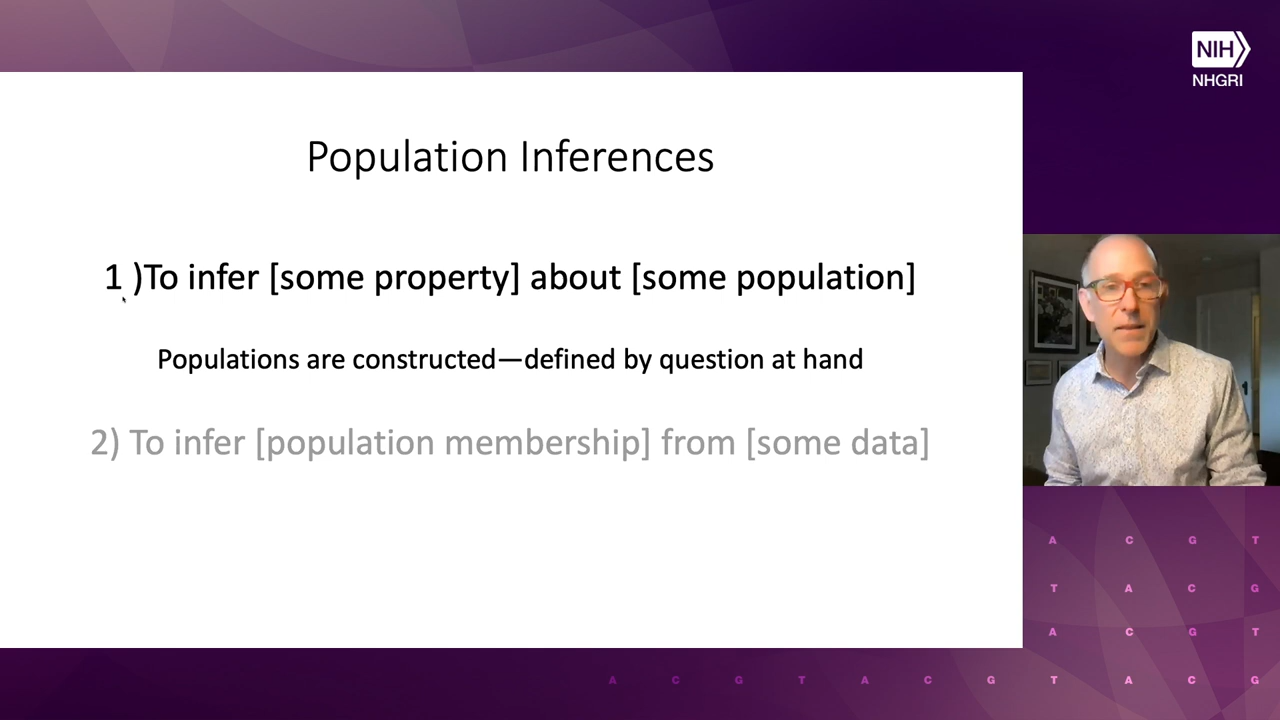 NIH
NHGRI
Population Inferences
1 )To infer [some property] about [some population]
Populations are constructed—defined by question at hand
2) To infer [population membership] from [some data]
A C G T
T A C G
A C G T
A C G T A C G T A C G